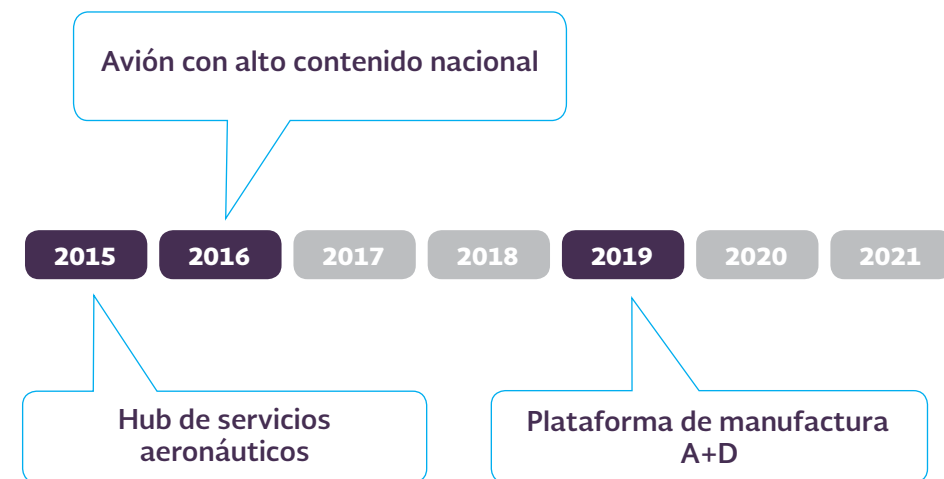 Avión con alto contenido nacional
2015 2016 2017 2018 2019 2020 2021
Hub de servicios
aeronáuticos
Plataforma de manufactura
A+D